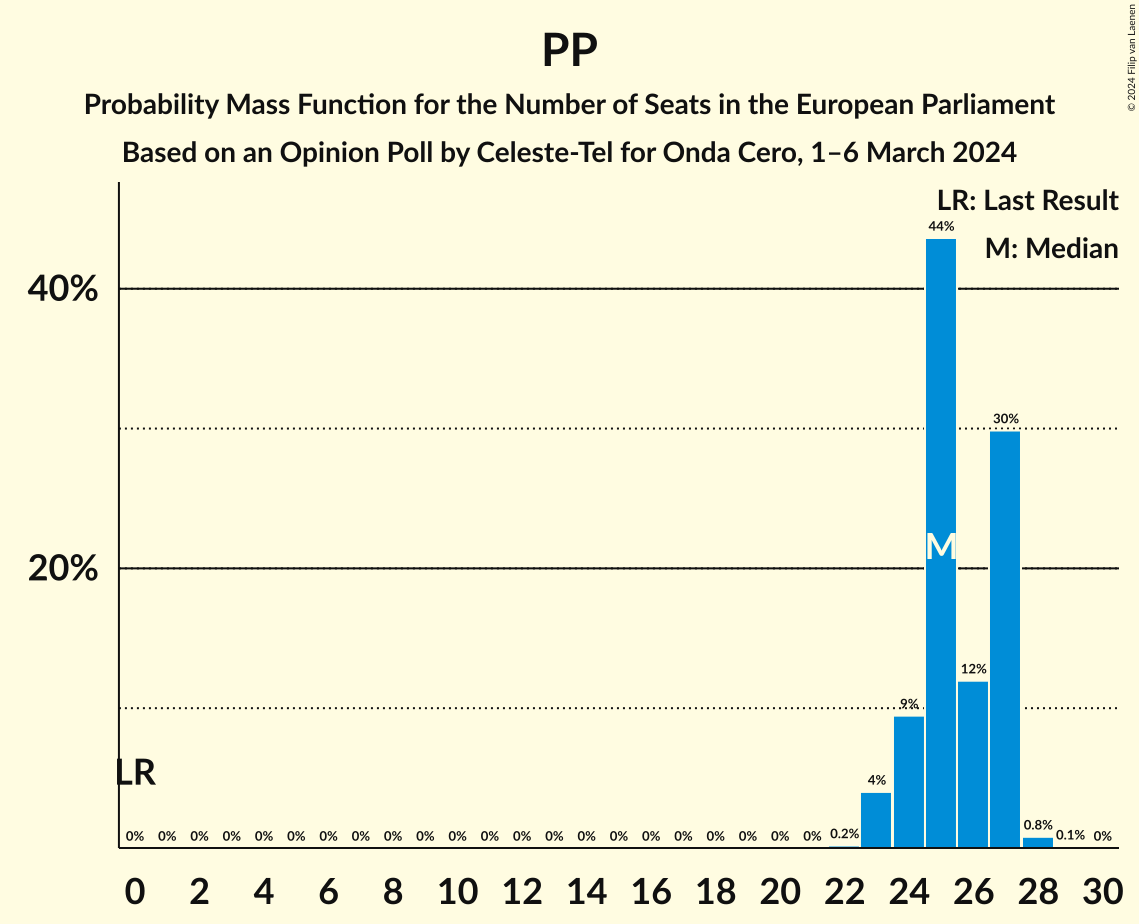 PP
Probability Mass Function for the Number of Seats in the European Parliament
Based on an Opinion Poll by Celeste-Tel for Onda Cero, 1–6 March 2024
© 2024 Filip van Laenen
LR: Last Result
M: Median
44%
40%
30%
M
20%
12%
9%
LR
4%
0% 0% 0% 0% 0% 0% 0% 0% 0% 0% 0% 0% 0% 0% 0% 0% 0% 0% 0% 0% 0% 0% 0.2% 0.8% 0.1% 0%
0 2 4 6 8 10 12 14 16 18 20 22 24 26 28 30